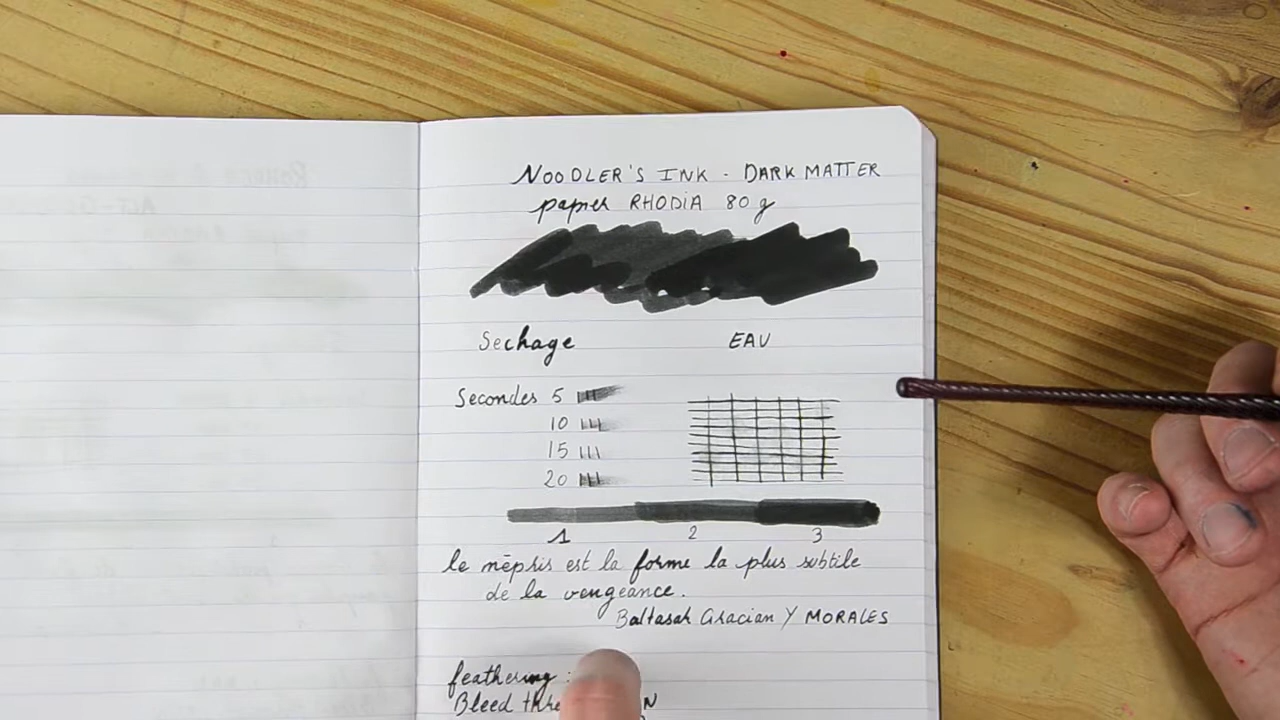 NOODLER'S INK - DARK MATTER
papier RHODIA 80 g
Sechage EAU
Secondes 5
10
15
20
1 2 3
le mépris est la forme la plus subtile
de la vengeance.
Baltasar Gracian Y MORALES
feathering :
Bleed